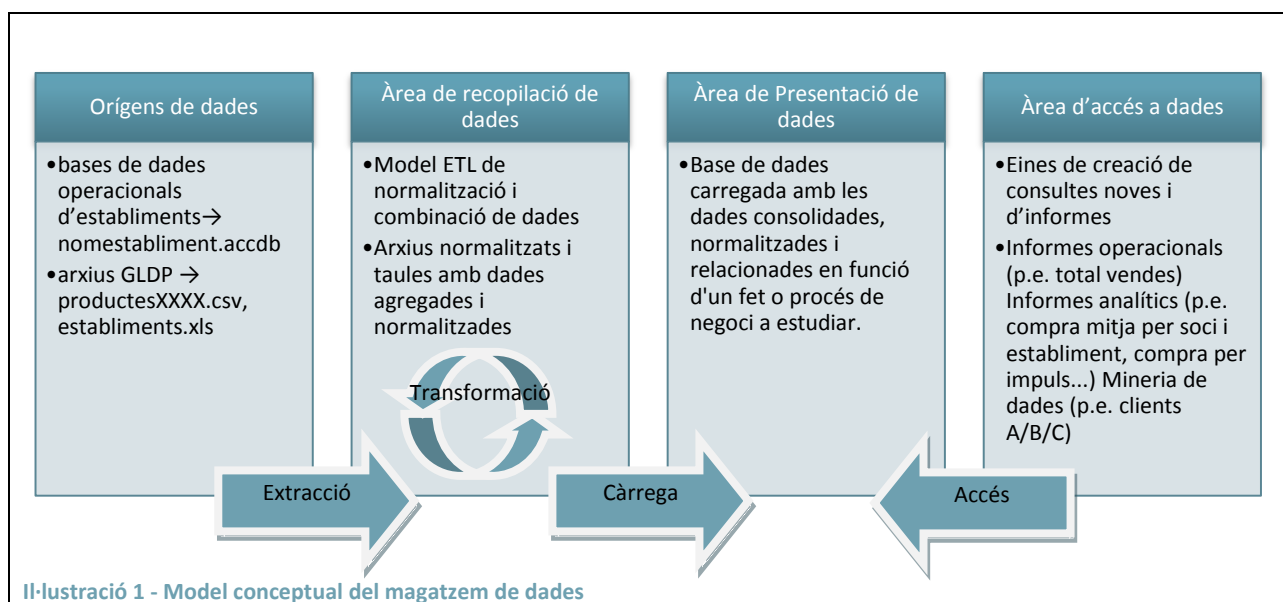 Orígens de dades
•bases de dades
operacionals
d'establiments→
nomestabliment.accdb
•arxius GLDP →
productesXXXX.csv,
establiments.xls
Àrea de recopilació de
dades
•Model ETL de
normalització i
combinació de dades
•Arxius normalitzats i
taules amb dades
agregades i
normalitzades
Transformació
Àrea de Presentació de
dades
•Base de dades
carregada amb les
dades consolidades,
normalitzades i
relacionades en funció
d'un fet o procés de
negoci a estudiar.
Àrea d'accés a dades
•Eines de creació de
consultes noves i
d'informes
•Informes operacionals
(p.e. total vendes)
Informes analítics (p.e.
compra mitja per soci i
establiment, compra per
impuls...) Mineria de
dades (p.e. clients
A/B/C)
Extracció
Càrrega
Accés
Il·lustració 1 - Model conceptual del magatzem de dades